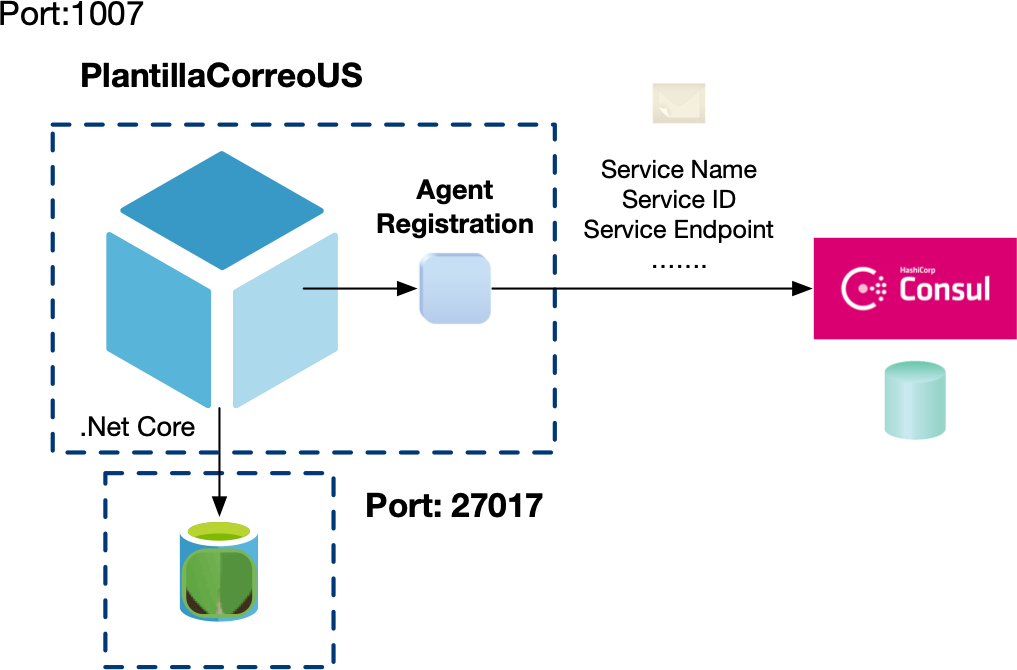 Port:1007
PlantillaCorreoUS
Agent
Registration
Service Name
Service ID
Service Endpoint
.......
HashiCorp
Consul
.Net Core
Port: 27017